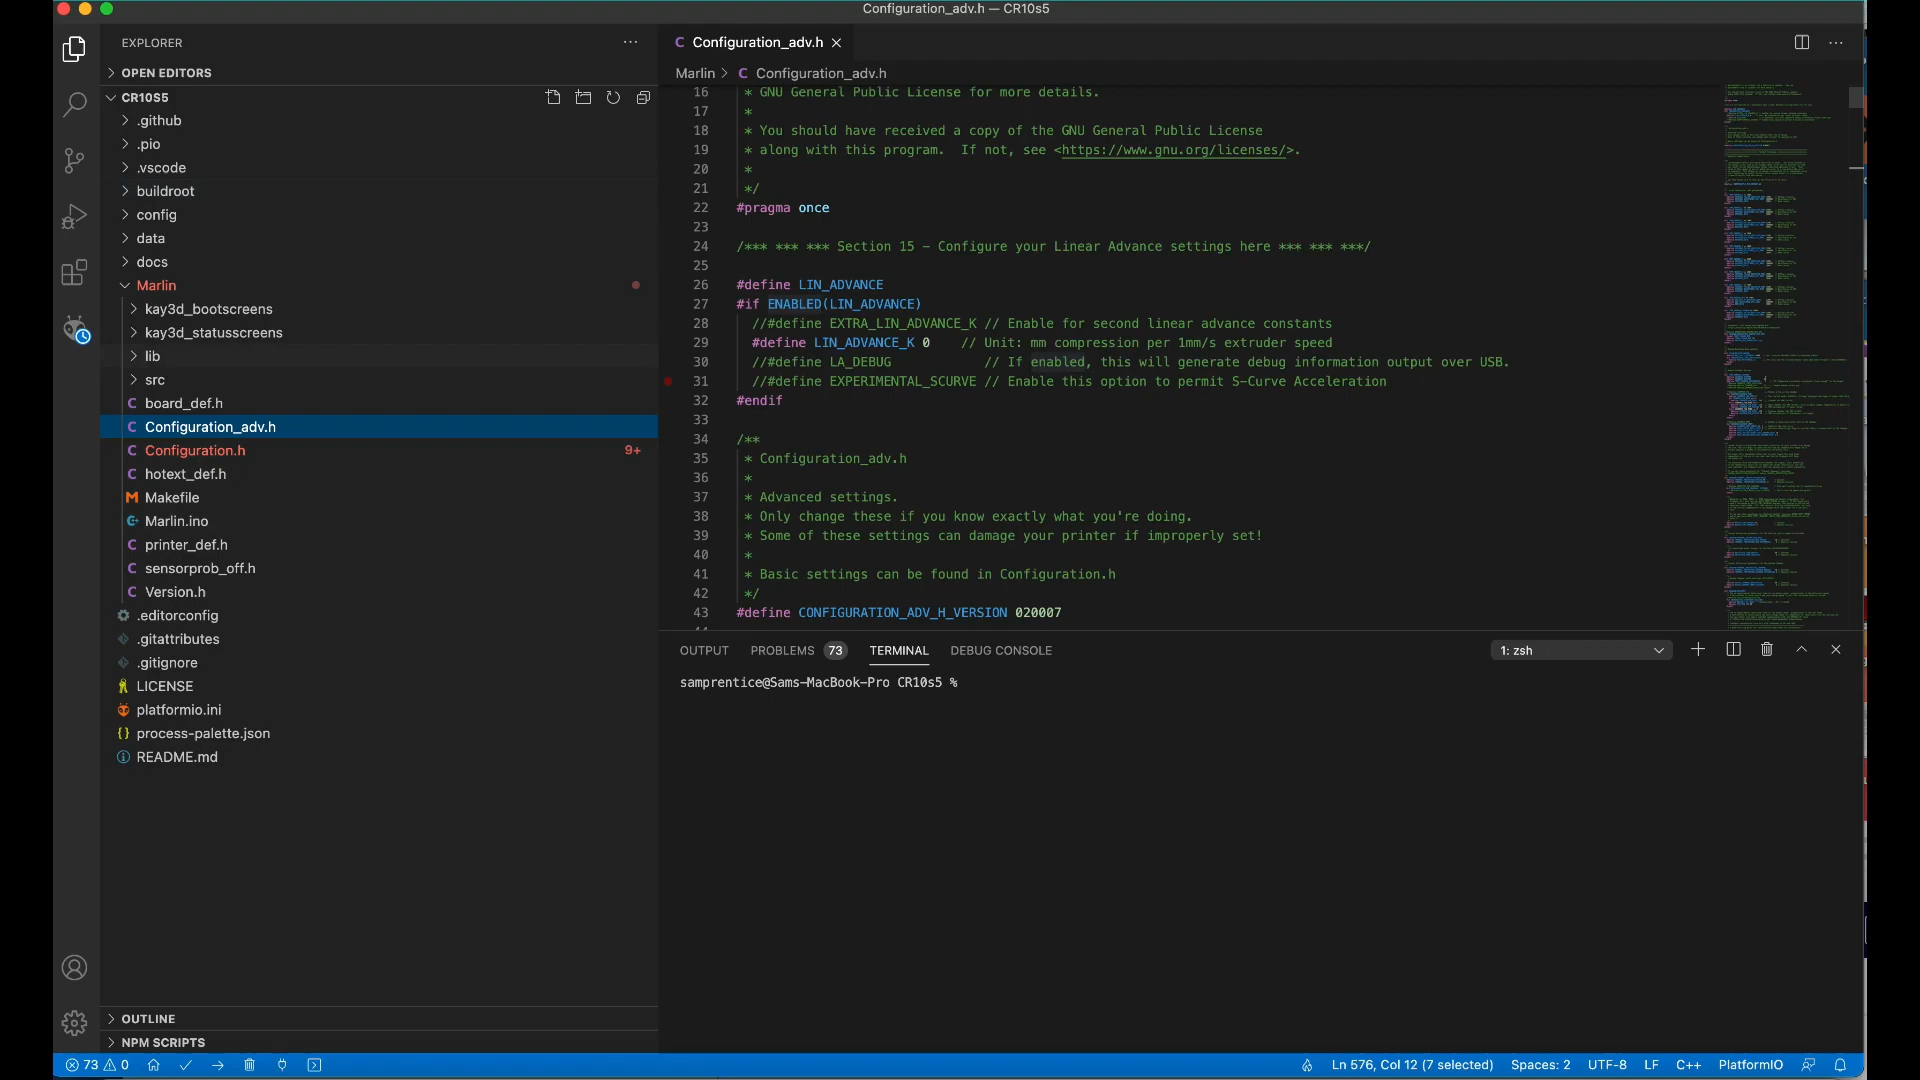 Configuration_adv.h — CR10s5
EXPLORER
OPEN EDITORS
CR10S5
.github
.pio
.vscode
buildroot
config
data
docs
Marlin
kay3d_bootscreens
kay3d_statusscreens
lib
src
board_def.h
Configuration_adv.h
Configuration.h 9+
hotext_def.h
Makefile
Marlin.ino
printer_def.h
sensorprob_off.h
Version.h
.editorconfig
.gitattributes
.gitignore
LICENSE
platformio.ini
process-palette.json
README.md
OUTLINE
NPM SCRIPTS
Configuration_adv.h
Marlin > Configuration_adv.h
16 * GNU General Public License for more details.
17 *
18 * You should have received a copy of the GNU General Public License
19 * along with this program.  If not, see <https://www.gnu.org/licenses/>.
20 *
21 */
22 #pragma once
23
24 /*** *** *** Section 15 - Configure your Linear Advance settings here *** *** ***/
25
26 #define LIN_ADVANCE
27 #if ENABLED(LIN_ADVANCE)
28 //#define EXTRA_LIN_ADVANCE_K // Enable for second linear advance constants
29 #define LIN_ADVANCE_K 0    // Unit: mm compression per 1mm/s extruder speed
30 //#define LA_DEBUG            // If enabled, this will generate debug information output over USB.
31 //#define EXPERIMENTAL_SCURVE // Enable this option to permit S-Curve Acceleration
32 #endif
33
34 /**
35 * Configuration_adv.h
36 *
37 * Advanced settings.
38 * Only change these if you know exactly what you're doing.
39 * Some of these settings can damage your printer if improperly set!
40 *
41 * Basic settings can be found in Configuration.h
42 */
43 #define CONFIGURATION_ADV_H_VERSION 020007
OUTPUT PROBLEMS 73 TERMINAL DEBUG CONSOLE 1: zsh
samprentice@Sams-MacBook-Pro CR10s5 %
73 0 Ln 576, Col 12 (7 selected) Spaces: 2 UTF-8 LF C++ PlatformIO